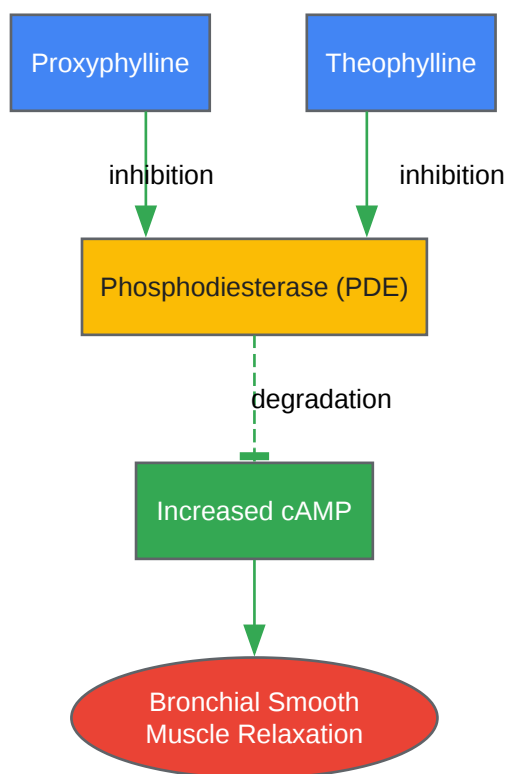 Proxyphylline
Theophylline
inhibition
inhibition
Phosphodiesterase (PDE)
degradation
Increased cAMP
Bronchial Smooth
Muscle Relaxation